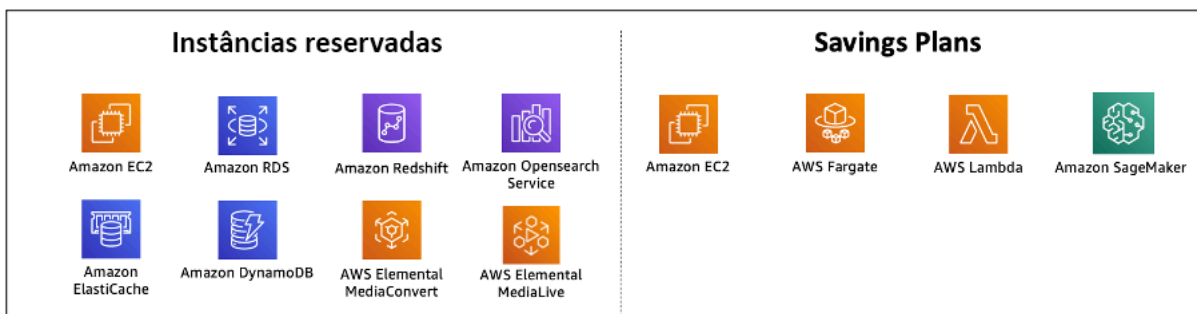 Instâncias reservadas
Savings Plans
Amazon EC2
Amazon RDS
Amazon Redshift
Amazon Opensearch
Service
Amazon
ElastiCache
Amazon DynamoDB
AWS Elemental
MediaConvert
AWS Elemental
MediaLive
Amazon EC2
AWS Fargate
AWS Lambda
Amazon SageMaker